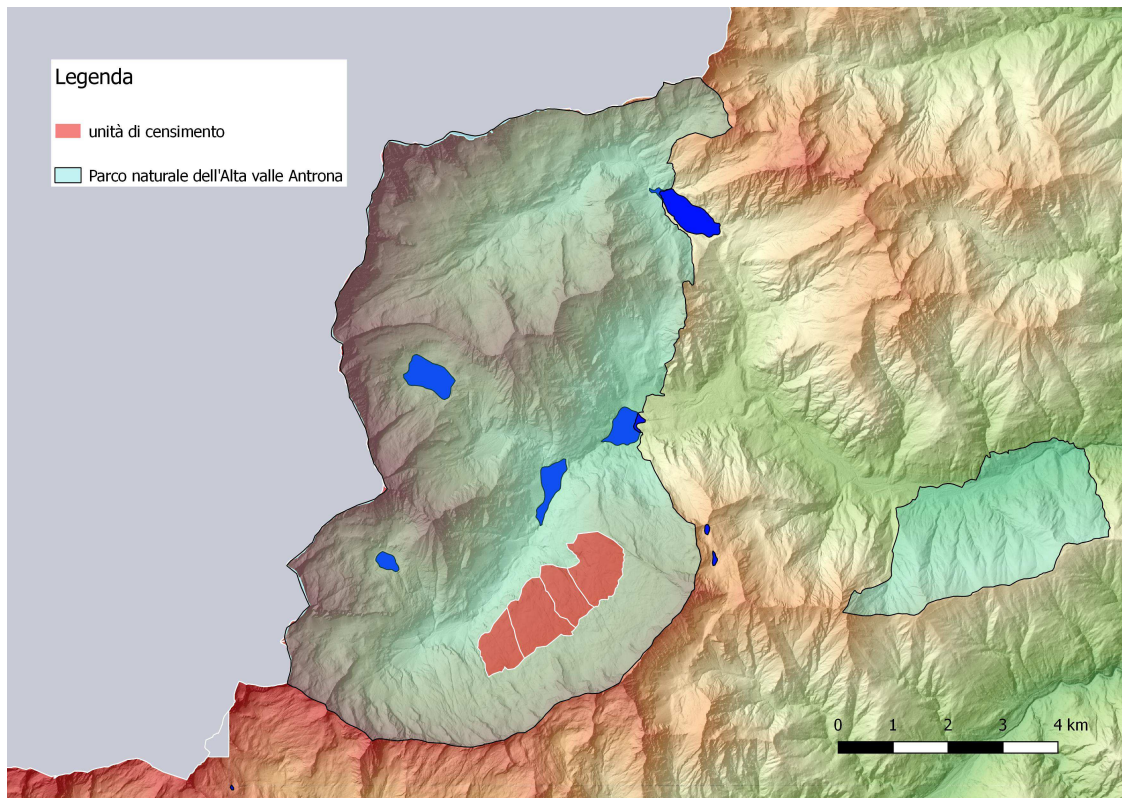 Legenda
unità di censimento
Parco naturale dell'Alta valle Antrona
0 1 2 3 4 km